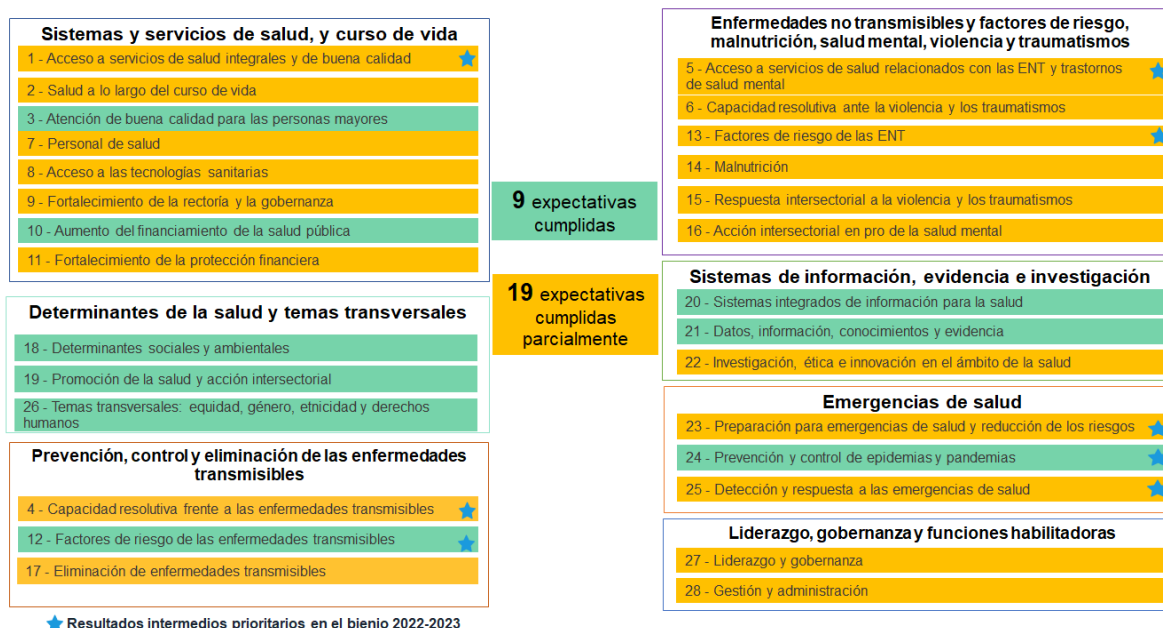 Sistemas y servicios de salud, y curso de vida
1 - Acceso a servicios de salud integrales y de buena calidad
2 - Salud a lo largo del curso de vida
3 - Atención de buena calidad para las personas mayores
7 - Personal de salud
8 - Acceso a las tecnologías sanitarias
9 - Fortalecimiento de la rectoría y la gobernanza
10 - Aumento del financiamiento de la salud pública
11 - Fortalecimiento de la protección financiera
Determinantes de la salud y temas transversales
18 - Determinantes sociales y ambientales
19 - Promoción de la salud y acción intersectorial
26 - Temas transversales: equidad, género, etnicidad y derechos
humanos
Prevención, control y eliminación de las enfermedades
transmisibles
4 - Capacidad resolutiva frente a las enfermedades transmisibles
12 - Factores de riesgo de las enfermedades transmisibles
17 - Eliminación de enfermedades transmisibles
Resultados intermedios prioritarios en el bienio 2022-2023
9 expectativas
cumplidas
19 expectativas
cumplidas
parcialmente
Enfermedades no transmisibles y factores de riesgo,
malnutrición, salud mental, violencia y traumatismos
5 - Acceso a servicios de salud relacionados con las ENT y trastornos
de salud mental
6 - Capacidad resolutiva ante la violencia y los traumatismos
13 - Factores de riesgo de las ENT
14 - Malnutrición
15 - Respuesta intersectorial a la violencia y los traumatismos
16 - Acción intersectorial en pro de la salud mental
Sistemas de información, evidencia e investigación
20 - Sistemas integrados de información para la salud
21 - Datos, información, conocimientos y evidencia
22 - Investigación, ética e innovación en el ámbito de la salud
Emergencias de salud
23 - Preparación para emergencias de salud y reducción de los riesgos
24 - Prevención y control de epidemias y pandemias
25 - Detección y respuesta a las emergencias de salud
Liderazgo, gobernanza y funciones habilitadoras
27 - Liderazgo y gobernanza
28 - Gestión y administración